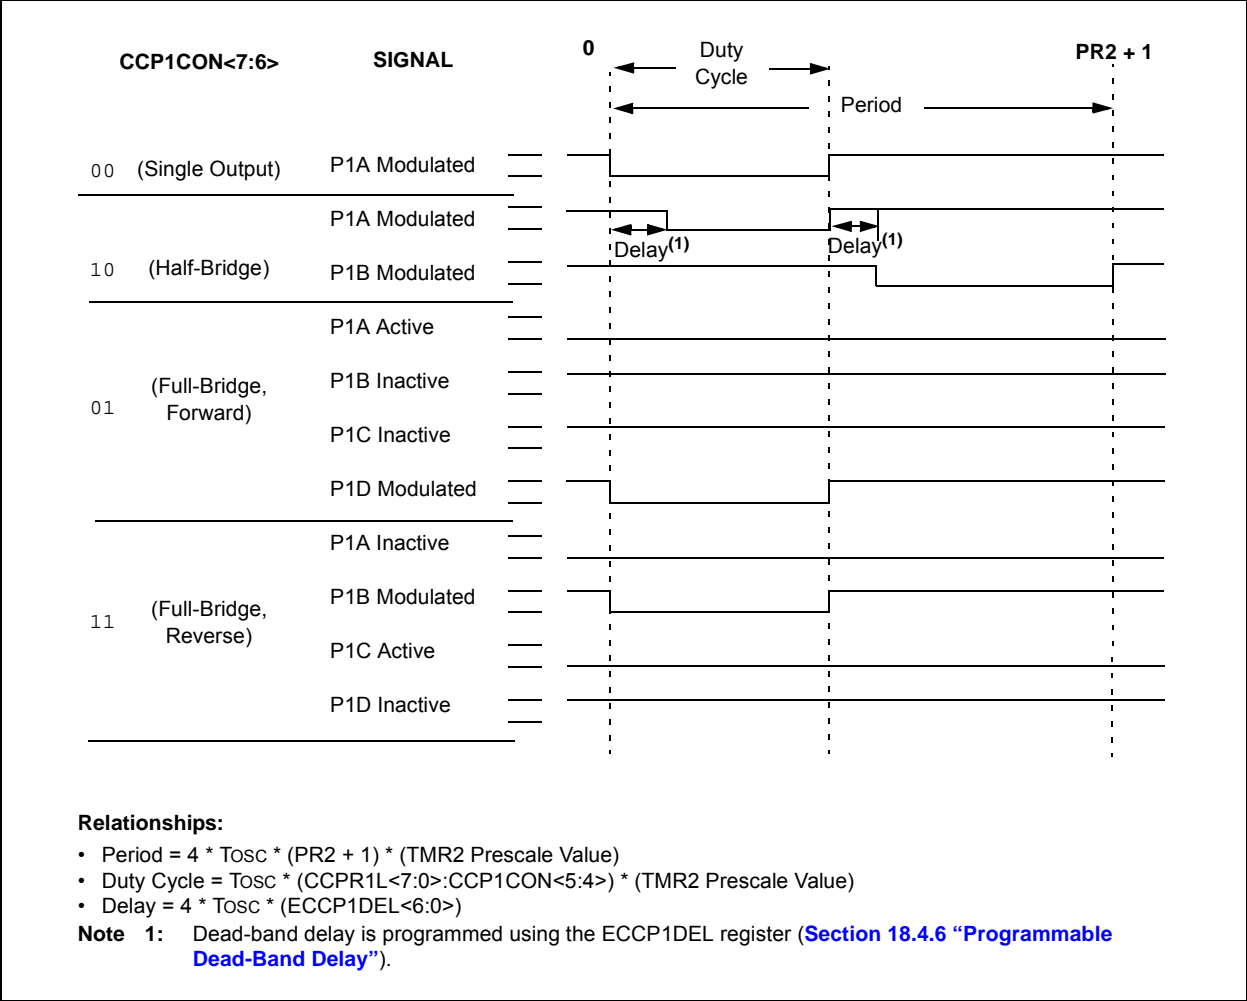 CCP1CON<7:6> SIGNAL 0 Duty Cycle PR2 + 1
Period
00 (Single Output) P1A Modulated
P1A Modulated
Delay(1) Delay(1)
10 (Half-Bridge) P1B Modulated
P1A Active
01 (Full-Bridge, Forward) P1B Inactive
P1C Inactive
P1D Modulated
P1A Inactive
11 (Full-Bridge, Reverse) P1B Modulated
P1C Active
P1D Inactive
Relationships:
• Period = 4 * TOSC * (PR2 + 1) * (TMR2 Prescale Value)
• Duty Cycle = TOSC * (CCPR1L<7:0>:CCP1CON<5:4>) * (TMR2 Prescale Value)
• Delay = 4 * TOSC * (ECCP1DEL<6:0>)
Note 1: Dead-band delay is programmed using the ECCP1DEL register (Section 18.4.6 “Programmable
Dead-Band Delay”).